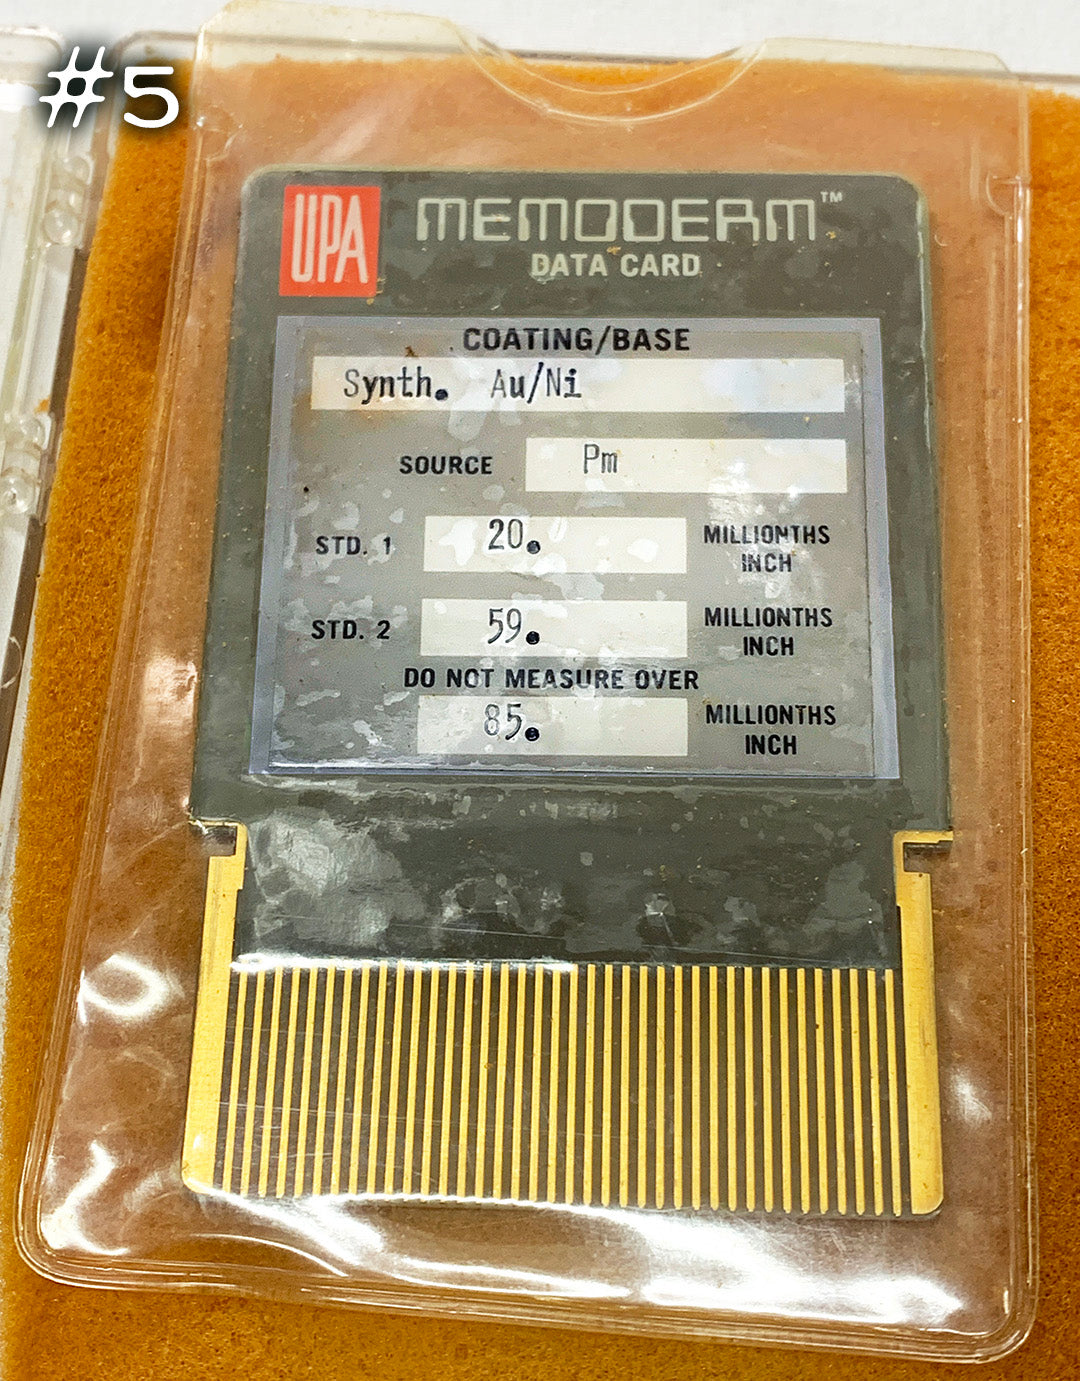 #5
UPA
MEMODERM™
DATA CARD
COATING/BASE
Synth. Au/Ni
SOURCE Pm
STD. 1 20. MILLIONTHS
INCH
STD. 2 59. MILLIONTHS
INCH
DO NOT MEASURE OVER
85. MILLIONTHS
INCH